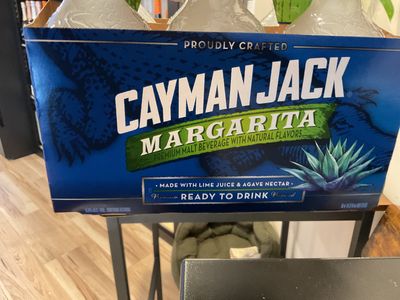 PROUDLY CRAFTED
CAYMAN JACK
MARGARITA
PREMIUM MALT BEVERAGE WITH NATURAL FLAVORS
• MADE WITH LIME JUICE & AGAVE NECTAR •
READY TO DRINK